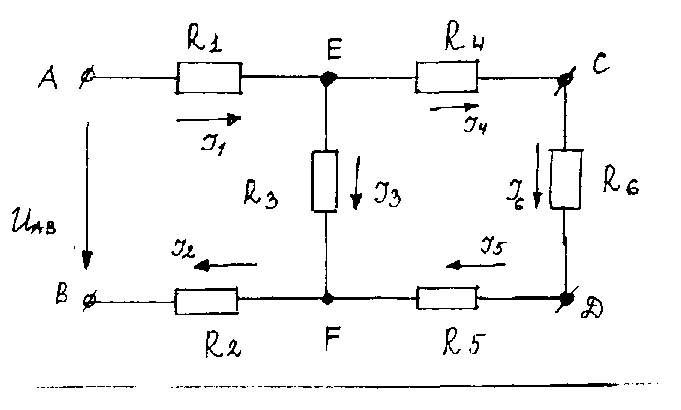 R1 E R4
A C
I1 I4
R3 I3 I6 R6
UAB
I2 I5
B D
R2 F R5